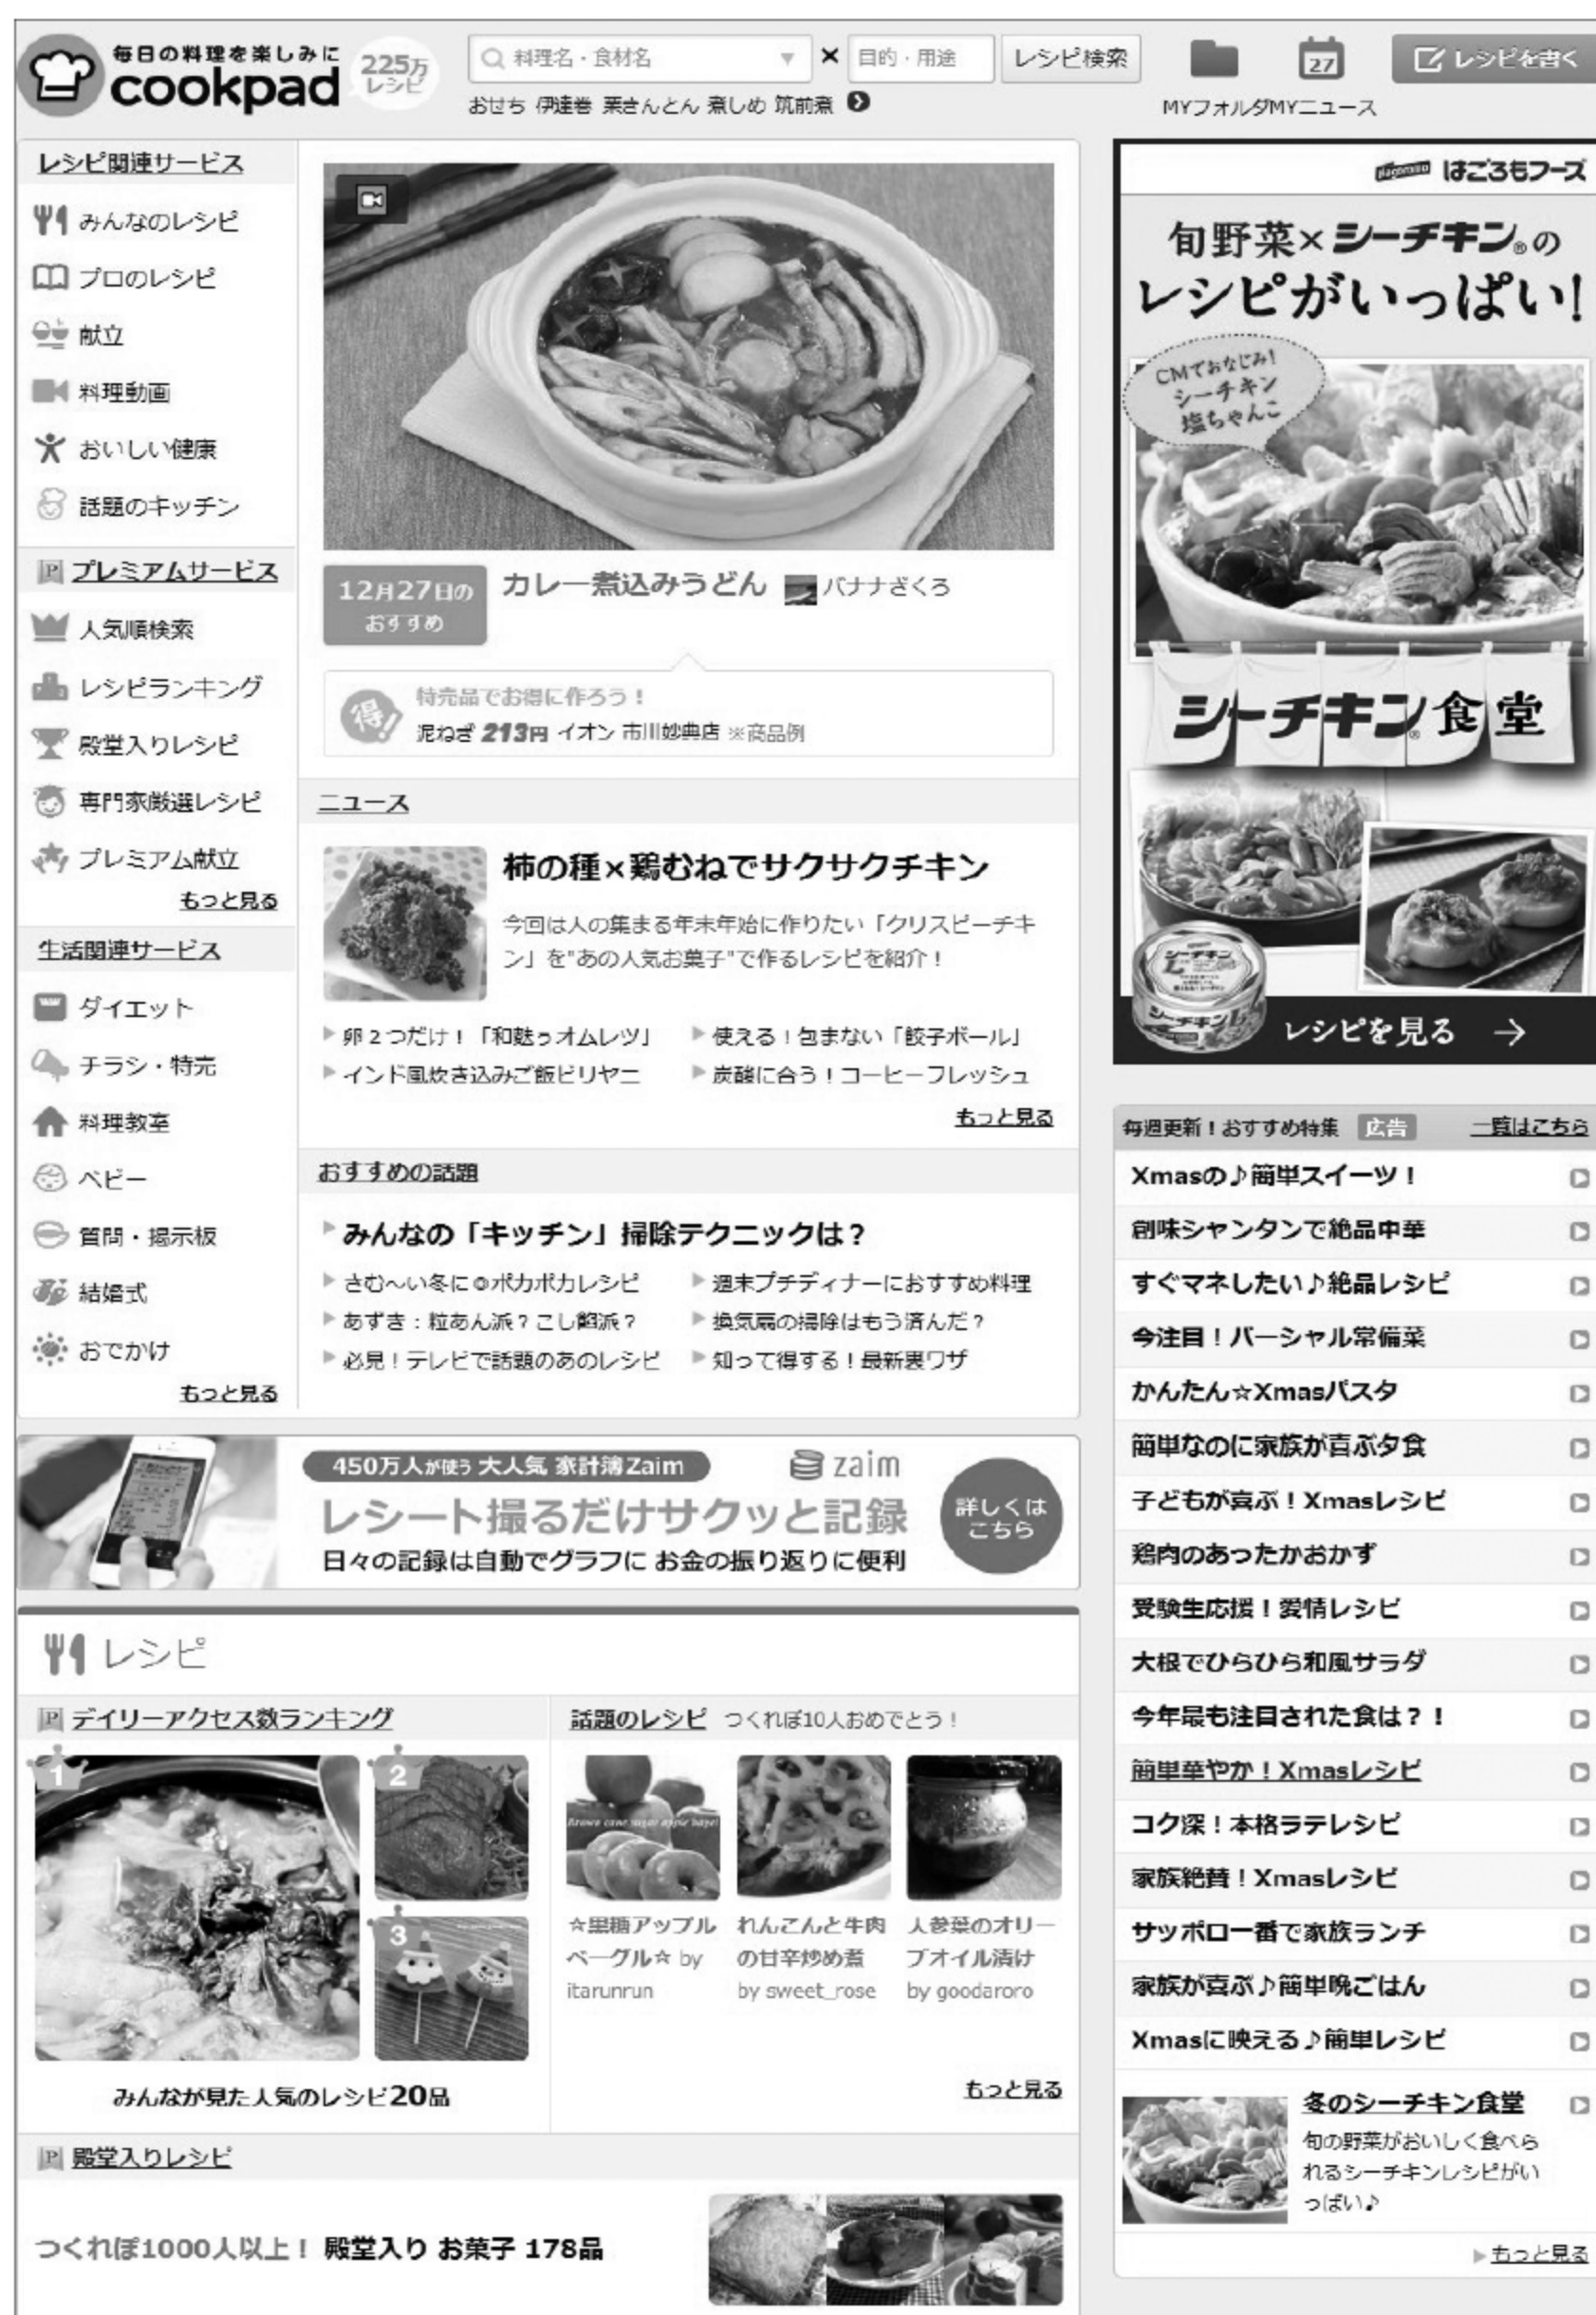 毎日の料理を楽しみに
cookpad
225万
レシピ
料理名・食材名
×
目的・用途
レシピ検索
おせち 伊達巻 栗きんとん 煮しめ 筑前煮
27
MYフォルダ
MYニュース
レシピを書く
レシピ関連サービス
みんなのレシピ
プロのレシピ
献立
料理動画
おいしい健康
話題のキッチン
P プレミアムサービス
人気順検索
レシピランキング
殿堂入りレシピ
専門家厳選レシピ
プレミアム献立
もっと見る
生活関連サービス
ダイエット
チラシ・特売
料理教室
ベビー
質問・掲示板
結婚式
おでかけ
もっと見る
12月27日の
おすすめ
カレー煮込みうどん
バナナざくろ
得!
特売品でお得に作ろう！
泥ねぎ 213円 イオン 市川妙典店 ※商品例
ニュース
柿の種×鶏むねでサクサクチキン
今回は人の集まる年末年始に作りたい「クリスピーチキ
ン」を"あの人気お菓子"で作るレシピを紹介！
卵２つだけ！「和麩ぅオムレツ」
使える！包まない「餃子ボール」
インド風炊き込みご飯ビリヤニ
炭酸に合う！コーヒーフレッシュ
もっと見る
おすすめの話題
みんなの「キッチン」掃除テクニックは？
さむ～い冬に◎ポカポカレシピ
週末プチディナーにおすすめ料理
あずき：粒あん派？こし餡派？
換気扇の掃除はもう済んだ？
必見！テレビで話題のあのレシピ
知って得する！最新裏ワザ
450万人が使う 大人気 家計簿Zaim
zaim
レシート撮るだけサクッと記録
日々の記録は自動でグラフに お金の振り返りに便利
詳しくは
こちら
レシピ
P デイリーアクセス数ランキング
1
2
3
みんなが見た人気のレシピ20品
話題のレシピ つくれぽ10人おめでとう！
Brown cane sugar apple bagel
☆黒糖アップル
ベーグル☆ by
itarunrun
れんこんと牛肉
の甘辛炒め煮
by sweet_rose
人参葉のオリー
ブオイル漬け
by goodaroro
もっと見る
P 殿堂入りレシピ
つくれぽ1000人以上！ 殿堂入り お菓子 178品
Hagoromo はごろもフーズ
旬野菜×シーチキン®の
レシピがいっぱい!
CMでおなじみ!
シーチキン
塩ちゃんこ
シーチキン®食堂
シーチキン
L
シーチキン
レシピを見る →
毎週更新！おすすめ特集 広告 一覧はこちら
Xmasの♪簡単スイーツ！
創味シャンタンで絶品中華
すぐマネしたい♪絶品レシピ
今注目！バーシャル常備菜
かんたん☆Xmasパスタ
簡単なのに家族が喜ぶ夕食
子どもが喜ぶ！Xmasレシピ
鶏肉のあったかおかず
受験生応援！愛情レシピ
大根でひらひら和風サラダ
今年最も注目された食は？！
簡単華やか！Xmasレシピ
コク深！本格ラテレシピ
家族絶賛！Xmasレシピ
サッポロ一番で家族ランチ
家族が喜ぶ♪簡単晩ごはん
Xmasに映える♪簡単レシピ
冬のシーチキン食堂
旬の野菜がおいしく食べら
れるシーチキンレシピがい
っぱい♪
もっと見る